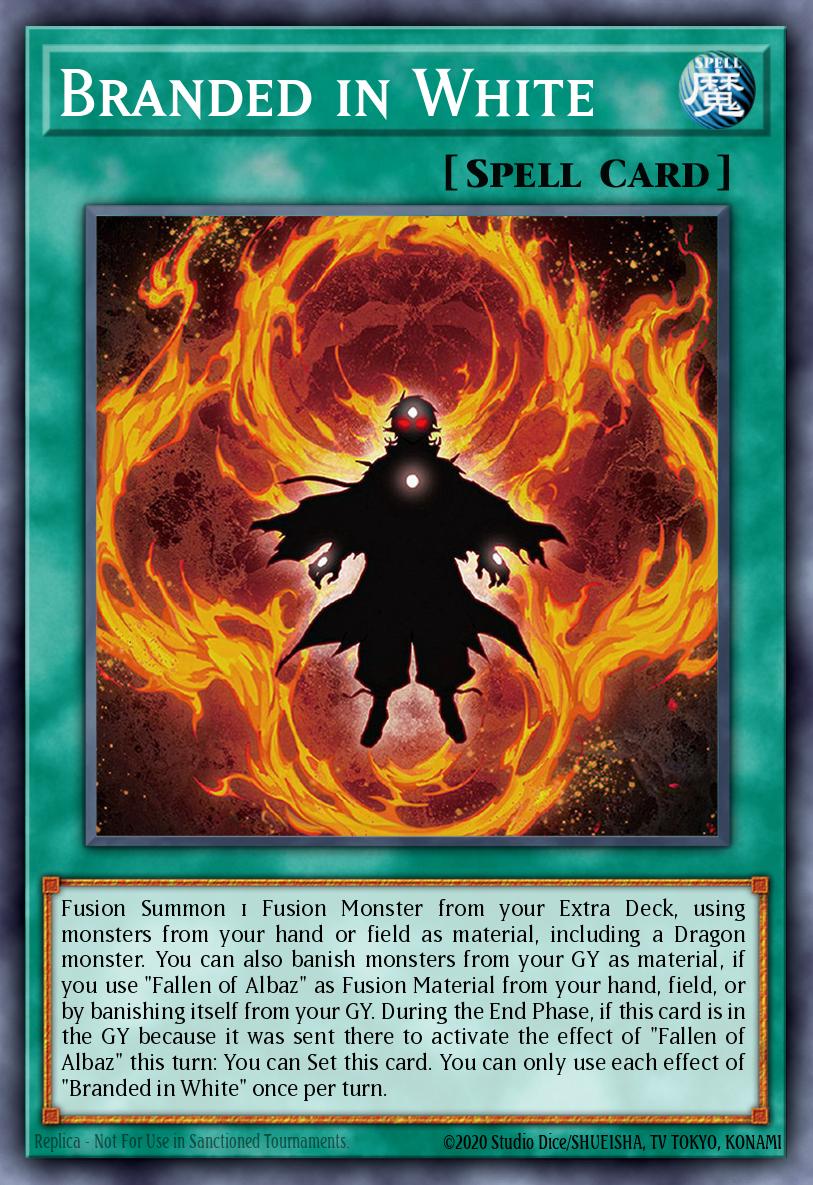 Branded in White
SPELL
魔
[ Spell Card ]
Fusion Summon 1 Fusion Monster from your Extra Deck, using
monsters from your hand or field as material, including a Dragon
monster. You can also banish monsters from your GY as material, if
you use "Fallen of Albaz" as Fusion Material from your hand, field, or
by banishing itself from your GY. During the End Phase, if this card is in
the GY because it was sent there to activate the effect of "Fallen of
Albaz" this turn: You can Set this card. You can only use each effect of
"Branded in White" once per turn.
Replica - Not For Use in Sanctioned Tournaments.
©2020 Studio Dice/SHUEISHA, TV TOKYO, KONAMI